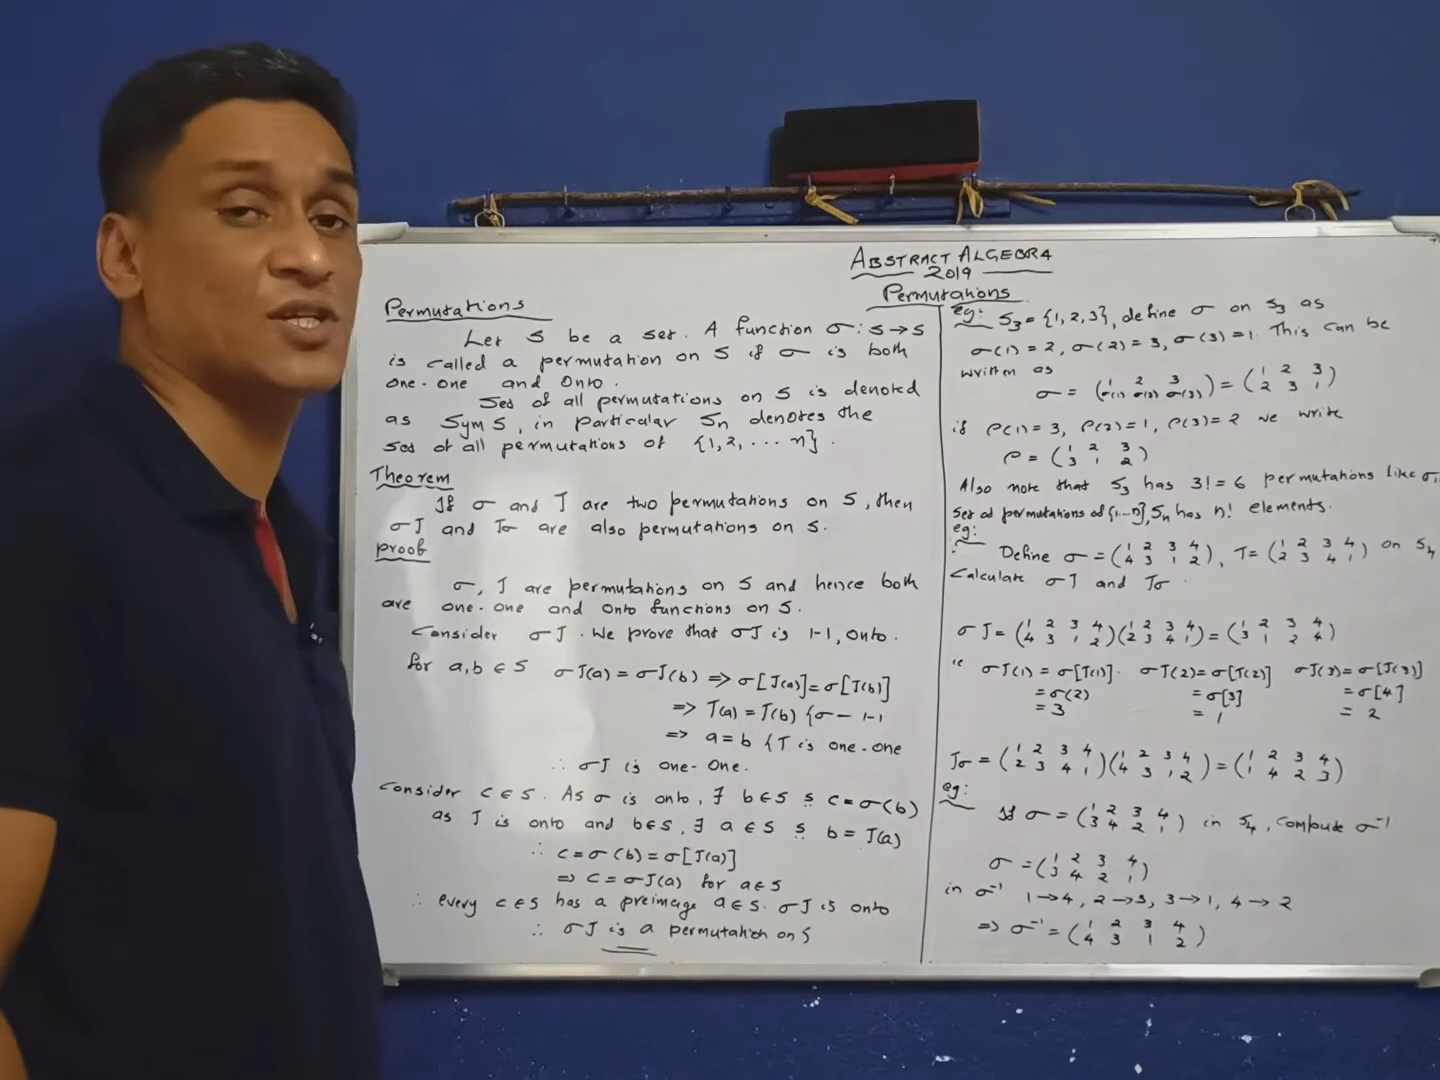 ABSTRACT ALGEBRA
2019
Permutations
Permutations
Let S be a set. A function σ: S→S
is called a permutation on S if σ is both
one-one and onto.
Set of all permutations on S is denoted
as Sym S, in particular Sn denotes the
set of all permutations of {1,2, ... n}.
Theorem
If σ and T are two permutations on S, then
σT and Tσ are also permutations on S.
proof
σ, T are permutations on S and hence both
are one-one and onto functions on S.
Consider σT. We prove that σT is 1-1, onto.
for a,b ∈ S σT(a) = σT(b) ⇒ σ[T(a)] = σ[T(b)]
⇒ T(a) = T(b) {σ – 1-1
⇒ a = b {T is one-one
∴ σT is one-one.
Consider c ∈ S. As σ is onto, ∃ b ∈ S s: c = σ(b)
as T is onto and b∈S, ∃ a ∈ S s: b = T(a)
∴ c = σ(b) = σ[T(a)]
⇒ c = σT(a) for a ∈ S
∴ every c ∈ S has a preimage a∈S. σT is onto
∴ σT is a permutation on S
eg: S3 = {1,2,3}, define σ on S3 as
σ(1) = 2, σ(2) = 3, σ(3) = 1. This can be
written as
σ = (1 2 3 / σ(1) σ(2) σ(3)) = (1 2 3 / 2 3 1)
if ρ(1) = 3, ρ(2) = 1, ρ(3) = 2 we write
ρ = (1 2 3 / 3 1 2)
Also note that S3 has 3! = 6 permutations like σ,
set of permutations of {1...n}, Sn has n! elements.
eg:
Define σ = (1 2 3 4 / 4 3 1 2), T = (1 2 3 4 / 2 3 4 1) on S4
Calculate σT and Tσ.
σT = (1 2 3 4 / 4 3 1 2)(1 2 3 4 / 2 3 4 1) = (1 2 3 4 / 3 1 2 4)
ie σT(1) = σ[T(1)]. σT(2) = σ[T(2)] σT(3) = σ[T(3)]
= σ(2) = σ[3] = σ[4]
= 3 = 1 = 2
Tσ = (1 2 3 4 / 2 3 4 1)(1 2 3 4 / 4 3 1 2) = (1 2 3 4 / 1 4 2 3)
eg:
If σ = (1 2 3 4 / 3 4 2 1) in S4, compute σ⁻¹
σ = (1 2 3 4 / 3 4 2 1)
in σ⁻¹ 1→4, 2→3, 3→1, 4→2
⇒ σ⁻¹ = (1 2 3 4 / 4 3 1 2)